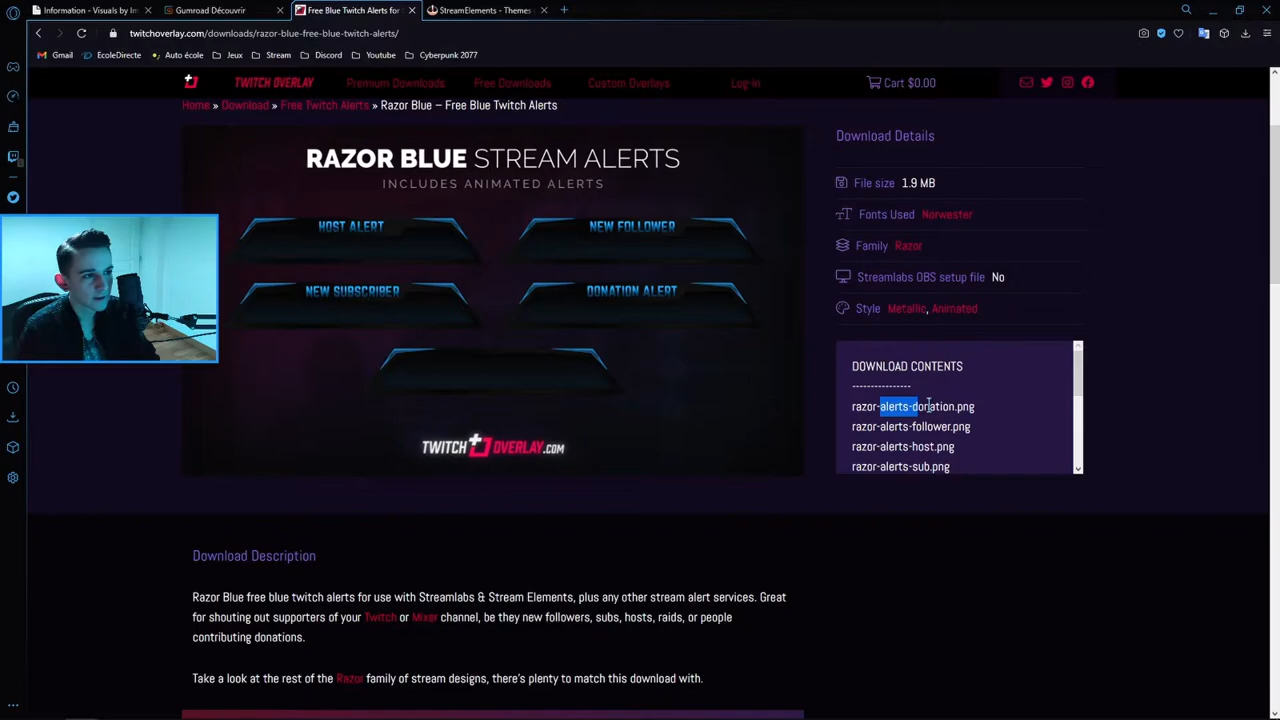 Information - Visuals by Im
Gumroad Découvrir
Free Blue Twitch Alerts for
StreamElements - Themes
twitchoverlay.com/downloads/razor-blue-free-blue-twitch-alerts/
Gmail
EcoleDirecte
Auto école
Jeux
Stream
Discord
Youtube
Cyberpunk 2077
TWITCH OVERLAY
Premium Downloads
Free Downloads
Custom Overlays
Log in
Cart $0.00
Home » Download » Free Twitch Alerts » Razor Blue – Free Blue Twitch Alerts
RAZOR BLUE STREAM ALERTS
INCLUDES ANIMATED ALERTS
HOST ALERT
NEW FOLLOWER
NEW SUBSCRIBER
DONATION ALERT
TWITCH OVERLAY.COM
Download Details
File size 1.9 MB
Fonts Used Norwester
Family Razor
Streamlabs OBS setup file No
Style Metallic, Animated
DOWNLOAD CONTENTS
----------------
razor-alerts-donation.png
razor-alerts-follower.png
razor-alerts-host.png
razor-alerts-sub.png
Download Description
Razor Blue free blue twitch alerts for use with Streamlabs & Stream Elements, plus any other stream alert services. Great
for shouting out supporters of your Twitch or Mixer channel, be they new followers, subs, hosts, raids, or people
contributing donations.
Take a look at the rest of the Razor family of stream designs, there's plenty to match this download with.